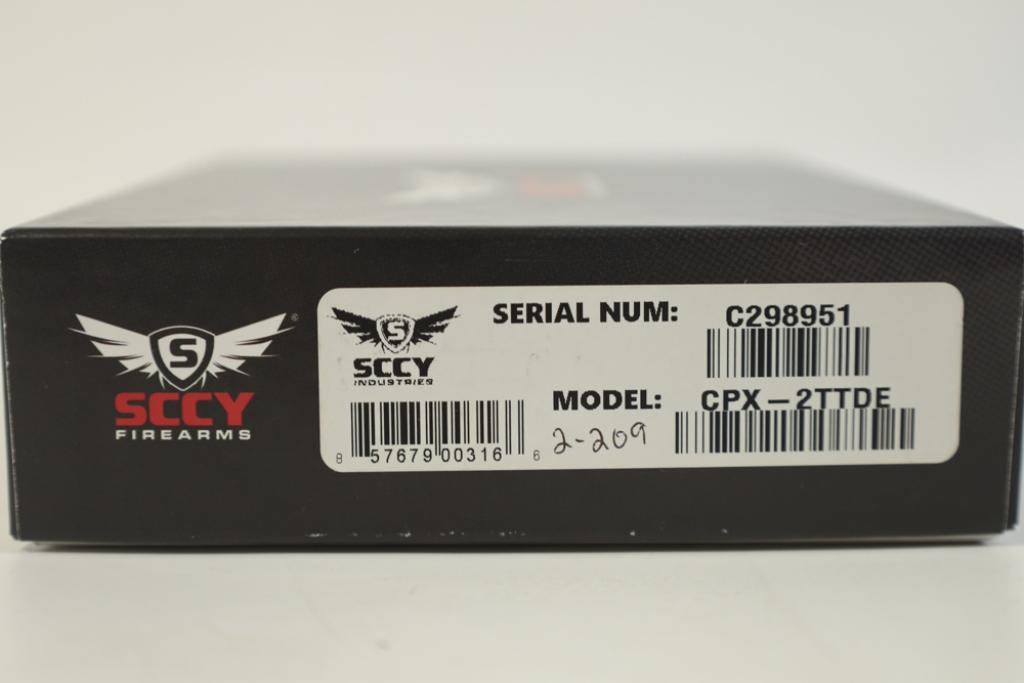 S
SCCY
FIREARMS
®
S
SCCY
INDUSTRIES
SERIAL NUM: C298951
MODEL: CPX-2TTDE
2-209
8 57679 00316 6